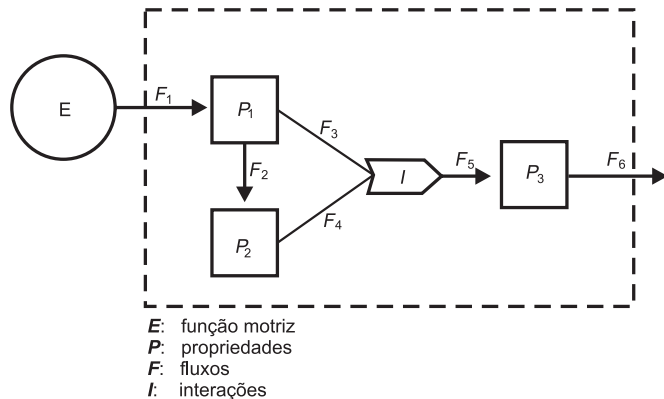 E
F₁
P₁
F₃
F₂
F₄
P₂
I
F₅
P₃
F₆
E: função motriz
P: propriedades
F: fluxos
I: interações